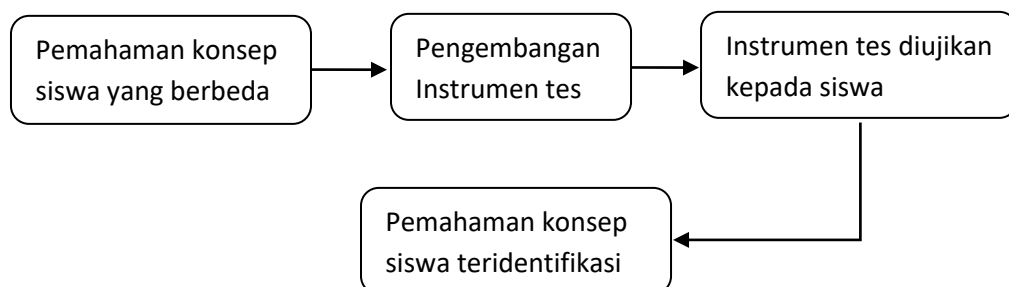 Pemahaman konsep
siswa yang berbeda
Pengembangan
Instrumen tes
Instrumen tes diujikan
kepada siswa
Pemahaman konsep
siswa teridentifikasi